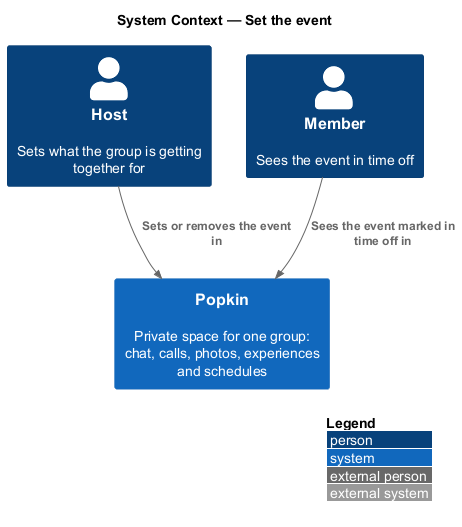 System Context — Set the event
Host
Sets what the group is getting
together for
Member
Sees the event in time off
Sets or removes the event
in
Sees the event marked in
time off in
Popkin
Private space for one group:
chat, calls, photos, experiences
and schedules
Legend
person
system
external person
external system